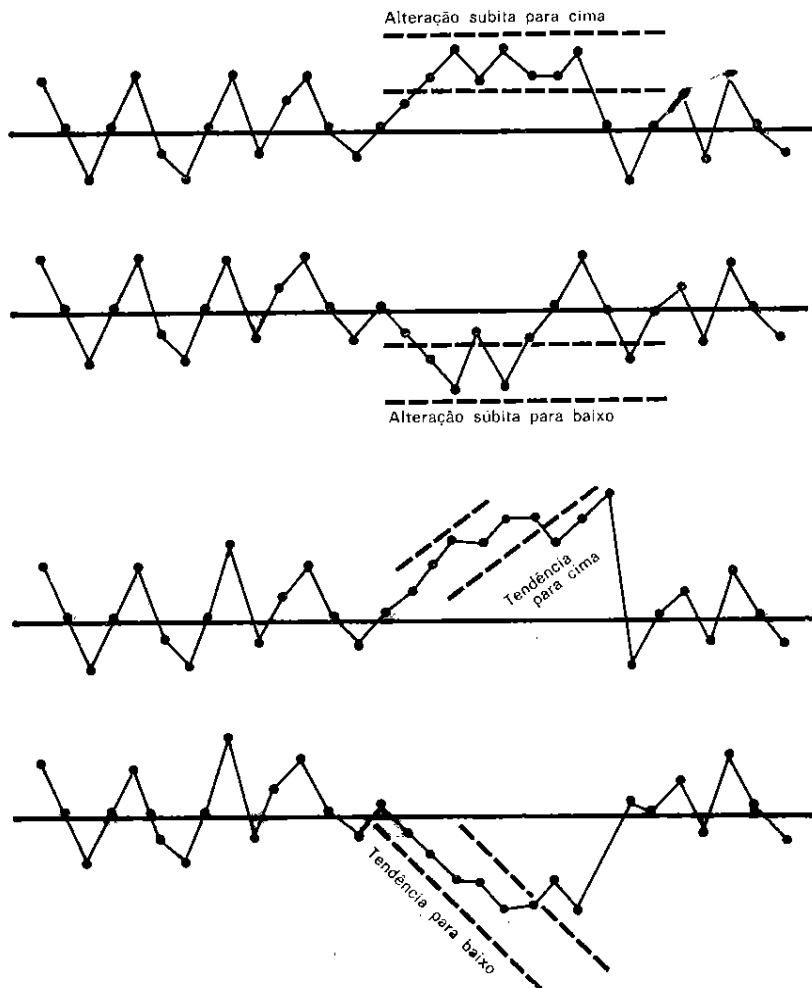 Alteração subita para cima
Alteração súbita para baixo
Tendência
para cima
Tendência para baixo